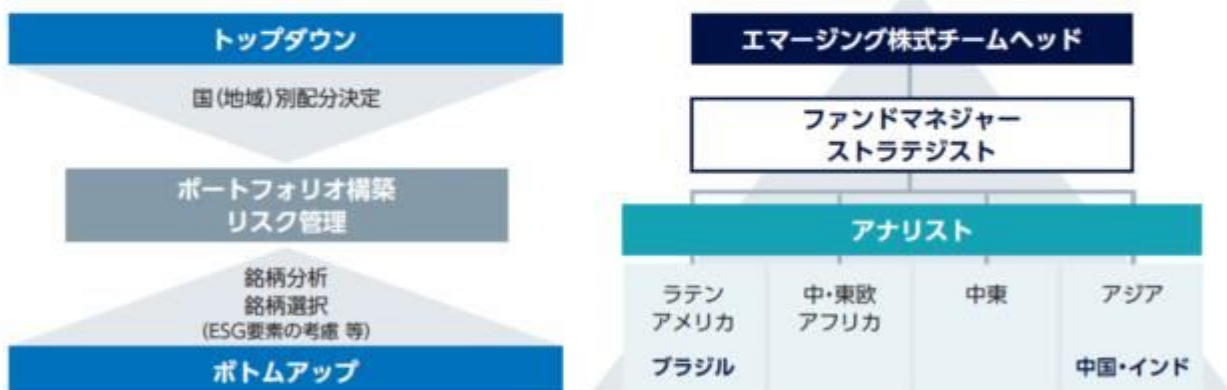 トップダウン
国(地域)別配分決定
ポートフォリオ構築
リスク管理
銘柄分析
銘柄選択
(ESG要素の考慮 等)
ボトムアップ
エマージング株式チームヘッド
ファンドマネジャー
ストラテジスト
アナリスト
ラテン
アメリカ
ブラジル
中・東欧
アフリカ
中東
アジア
中国・インド